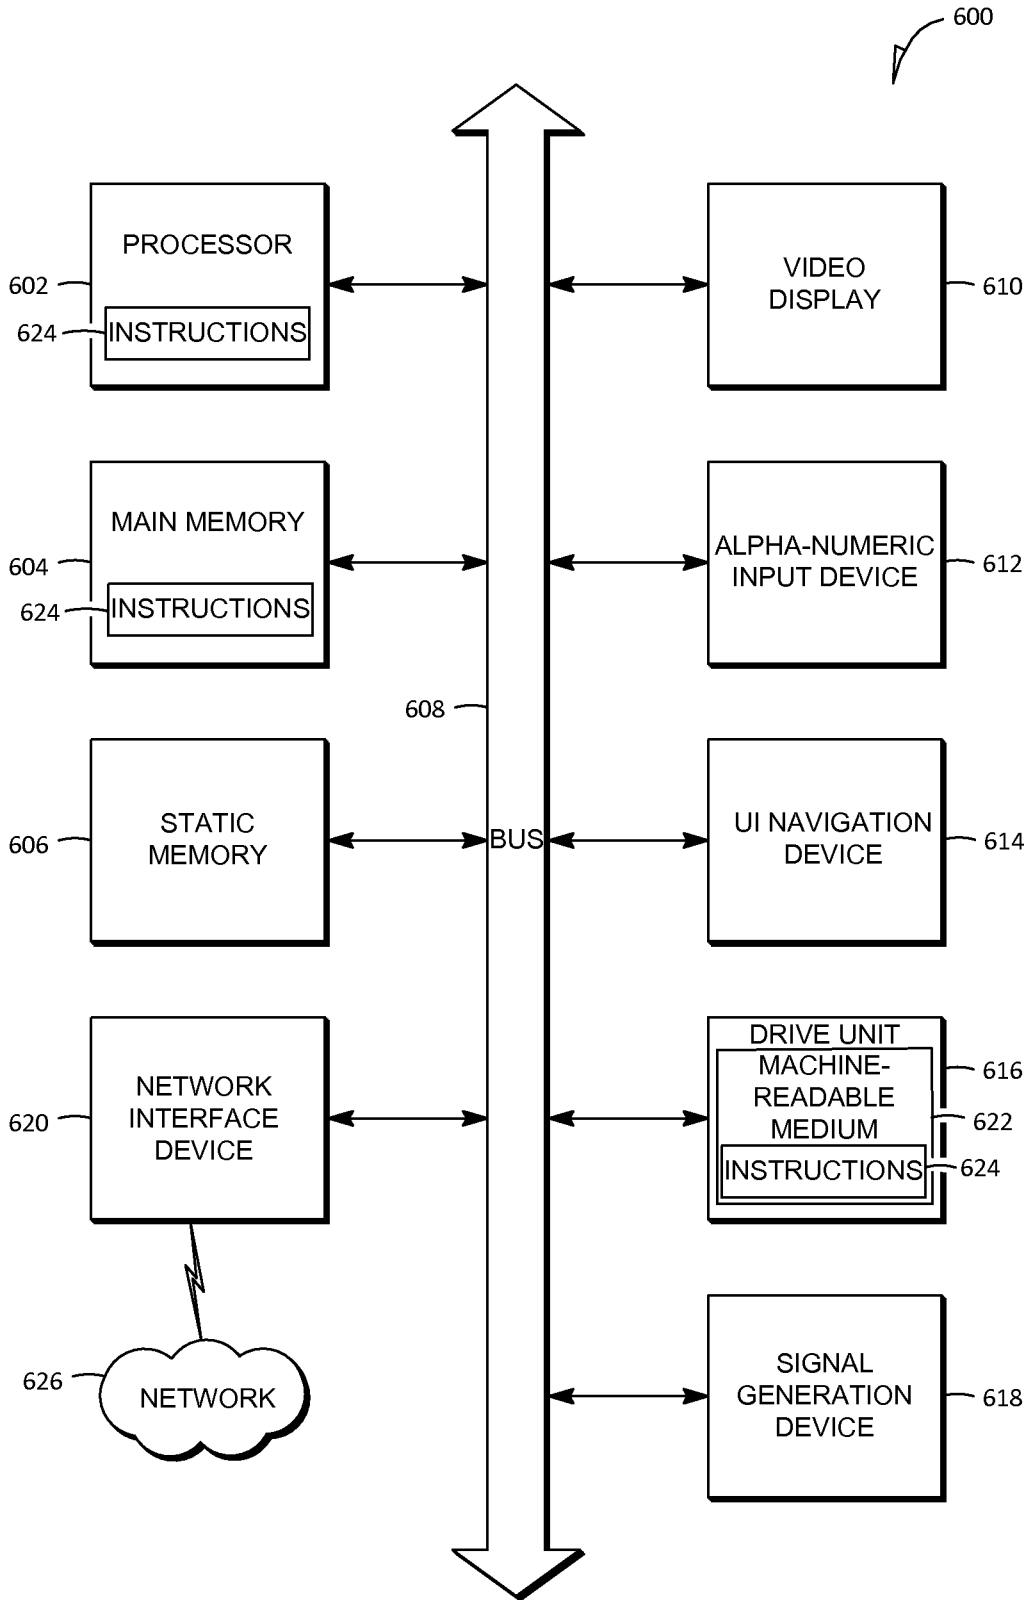 600
PROCESSOR
602
624
INSTRUCTIONS
VIDEO
DISPLAY
610
MAIN MEMORY
604
624
INSTRUCTIONS
ALPHA-NUMERIC
INPUT DEVICE
612
608
STATIC
MEMORY
606
BUS
UI NAVIGATION
DEVICE
614
NETWORK
INTERFACE
DEVICE
620
DRIVE UNIT
MACHINE-
READABLE
MEDIUM
INSTRUCTIONS
616
622
624
626
NETWORK
SIGNAL
GENERATION
DEVICE
618